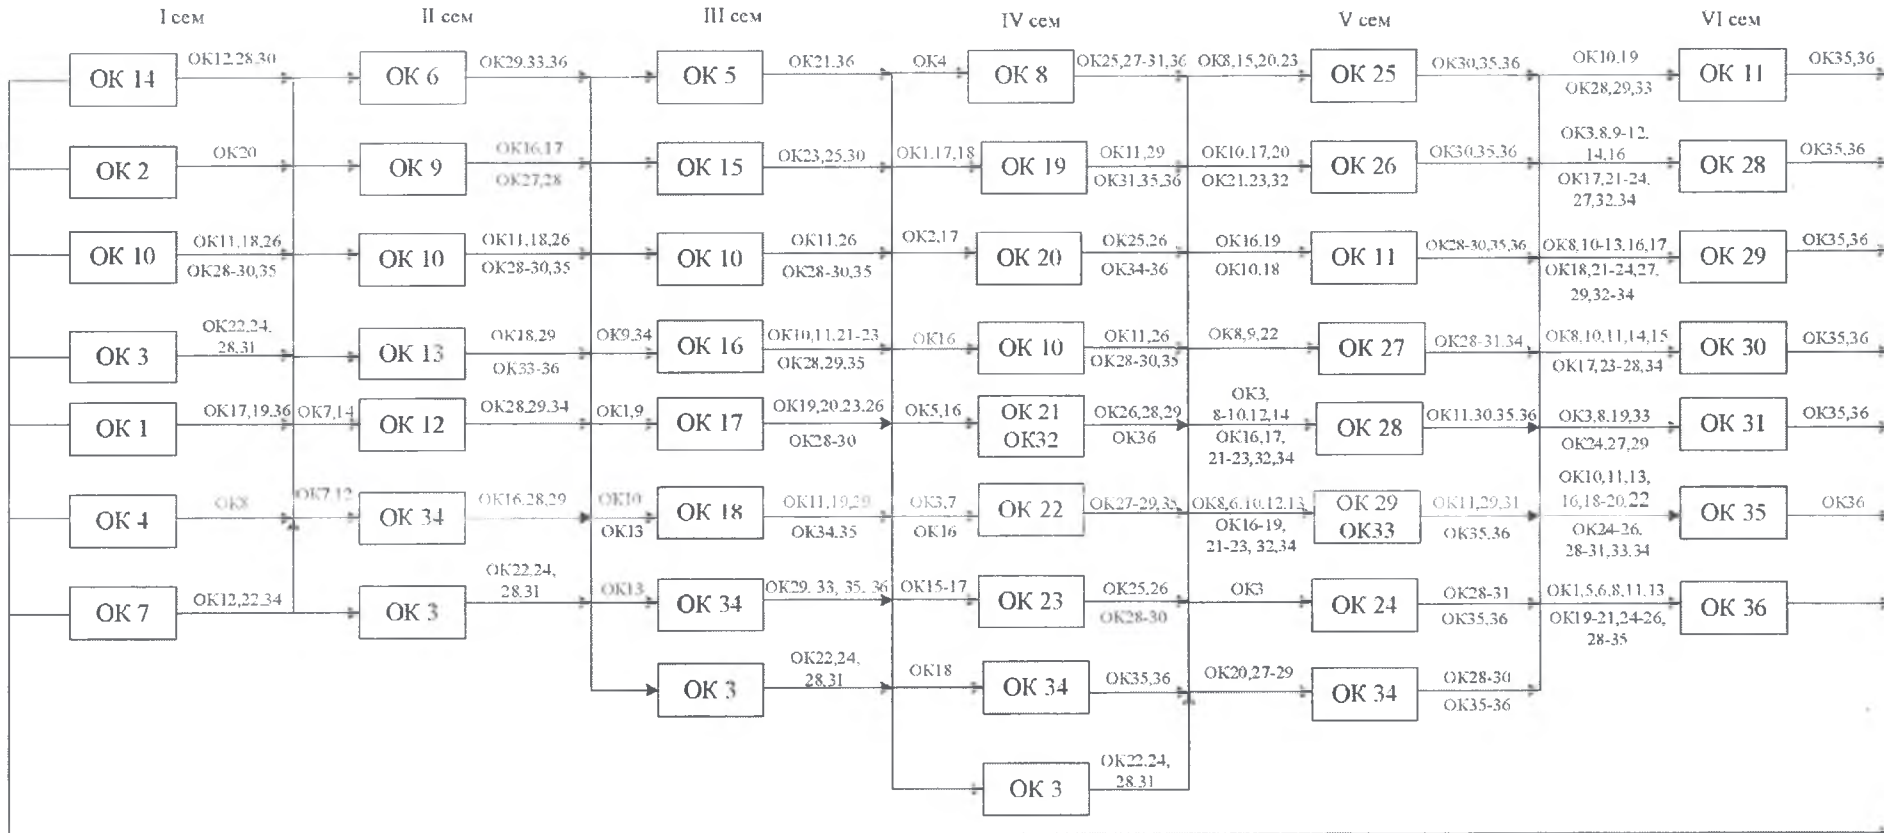 I сем
II сем
III сем
IV сем
V сем
VI сем
ОК 14
ОК12,28,30
ОК 6
ОК29,33,36
ОК 5
ОК21,36
ОК4
ОК 8
ОК25,27-31,36
ОК8,15,20,23
ОК 25
ОК30,35,36
ОК10,19
ОК28,29,33
ОК 11
ОК35,36
ОК 2
ОК20
ОК 9
ОК16,17
ОК27,28
ОК 15
ОК23,25,30
ОК1,17,18
ОК 19
ОК11,29
ОК31,35,36
ОК10,17,20
ОК21,23,32
ОК 26
ОК30,35,36
ОК3,8,9-12,
14,16
ОК17,21-24,
27,32,34
ОК 28
ОК35,36
ОК 10
ОК11,18,26
ОК28-30,35
ОК 10
ОК11,18,26
ОК28-30,35
ОК 10
ОК11,26
ОК28-30,35
ОК2,17
ОК 20
ОК25,26
ОК34-36
ОК16,19
ОК10,18
ОК 11
ОК28-30,35,36
ОК8,10-13,16,17
ОК18,21-24,27,
29,32-34
ОК 29
ОК35,36
ОК 3
ОК22,24,
28,31
ОК 13
ОК18,29
ОК33-36
ОК9,34
ОК 16
ОК10,11,21-23
ОК28,29,35
ОК16
ОК 10
ОК11,26
ОК28-30,35
ОК8,9,22
ОК 27
ОК28-31,34
ОК8,10,11,14,15
ОК17,23-28,34
ОК 30
ОК35,36
ОК 1
ОК17,19,36
ОК7,14
ОК 12
ОК28,29,34
ОК1,9
ОК 17
ОК19,20,23,26
ОК28-30
ОК5,16
ОК 21
ОК32
ОК26,28,29
ОК36
ОК3,
8-10,12,14
ОК16,17,
21-23,32,34
ОК 28
ОК11,30,35,36
ОК3,8,19,33
ОК24,27,29
ОК 31
ОК35,36
ОК 4
ОК8
ОК7,12
ОК 34
ОК16,28,29
ОК10
ОК13
ОК 18
ОК11,19,29
ОК34,35
ОК3,7
ОК16
ОК 22
ОК27-29,35
ОК8,6,10,12,13
ОК16-19,
21-23, 32,34
ОК 29
ОК33
ОК11,29,31
ОК35,36
ОК10,11,13,
16,18-20,22
ОК24-26,
28-31,33,34
ОК 35
ОК36
ОК 7
ОК12,22,34
ОК 3
ОК22,24,
28,31
ОК13
ОК 34
ОК29, 33, 35, 36
ОК15-17
ОК 23
ОК25,26
ОК28-30
ОК3
ОК 24
ОК28-31
ОК35,36
ОК1,5,6,8,11,13
ОК19-21,24-26,
28-35
ОК 36
ОК 3
ОК22,24,
28,31
ОК18
ОК 34
ОК35,36
ОК20,27-29
ОК 34
ОК28-30
ОК35-36
ОК 3
ОК22,24,
28,31